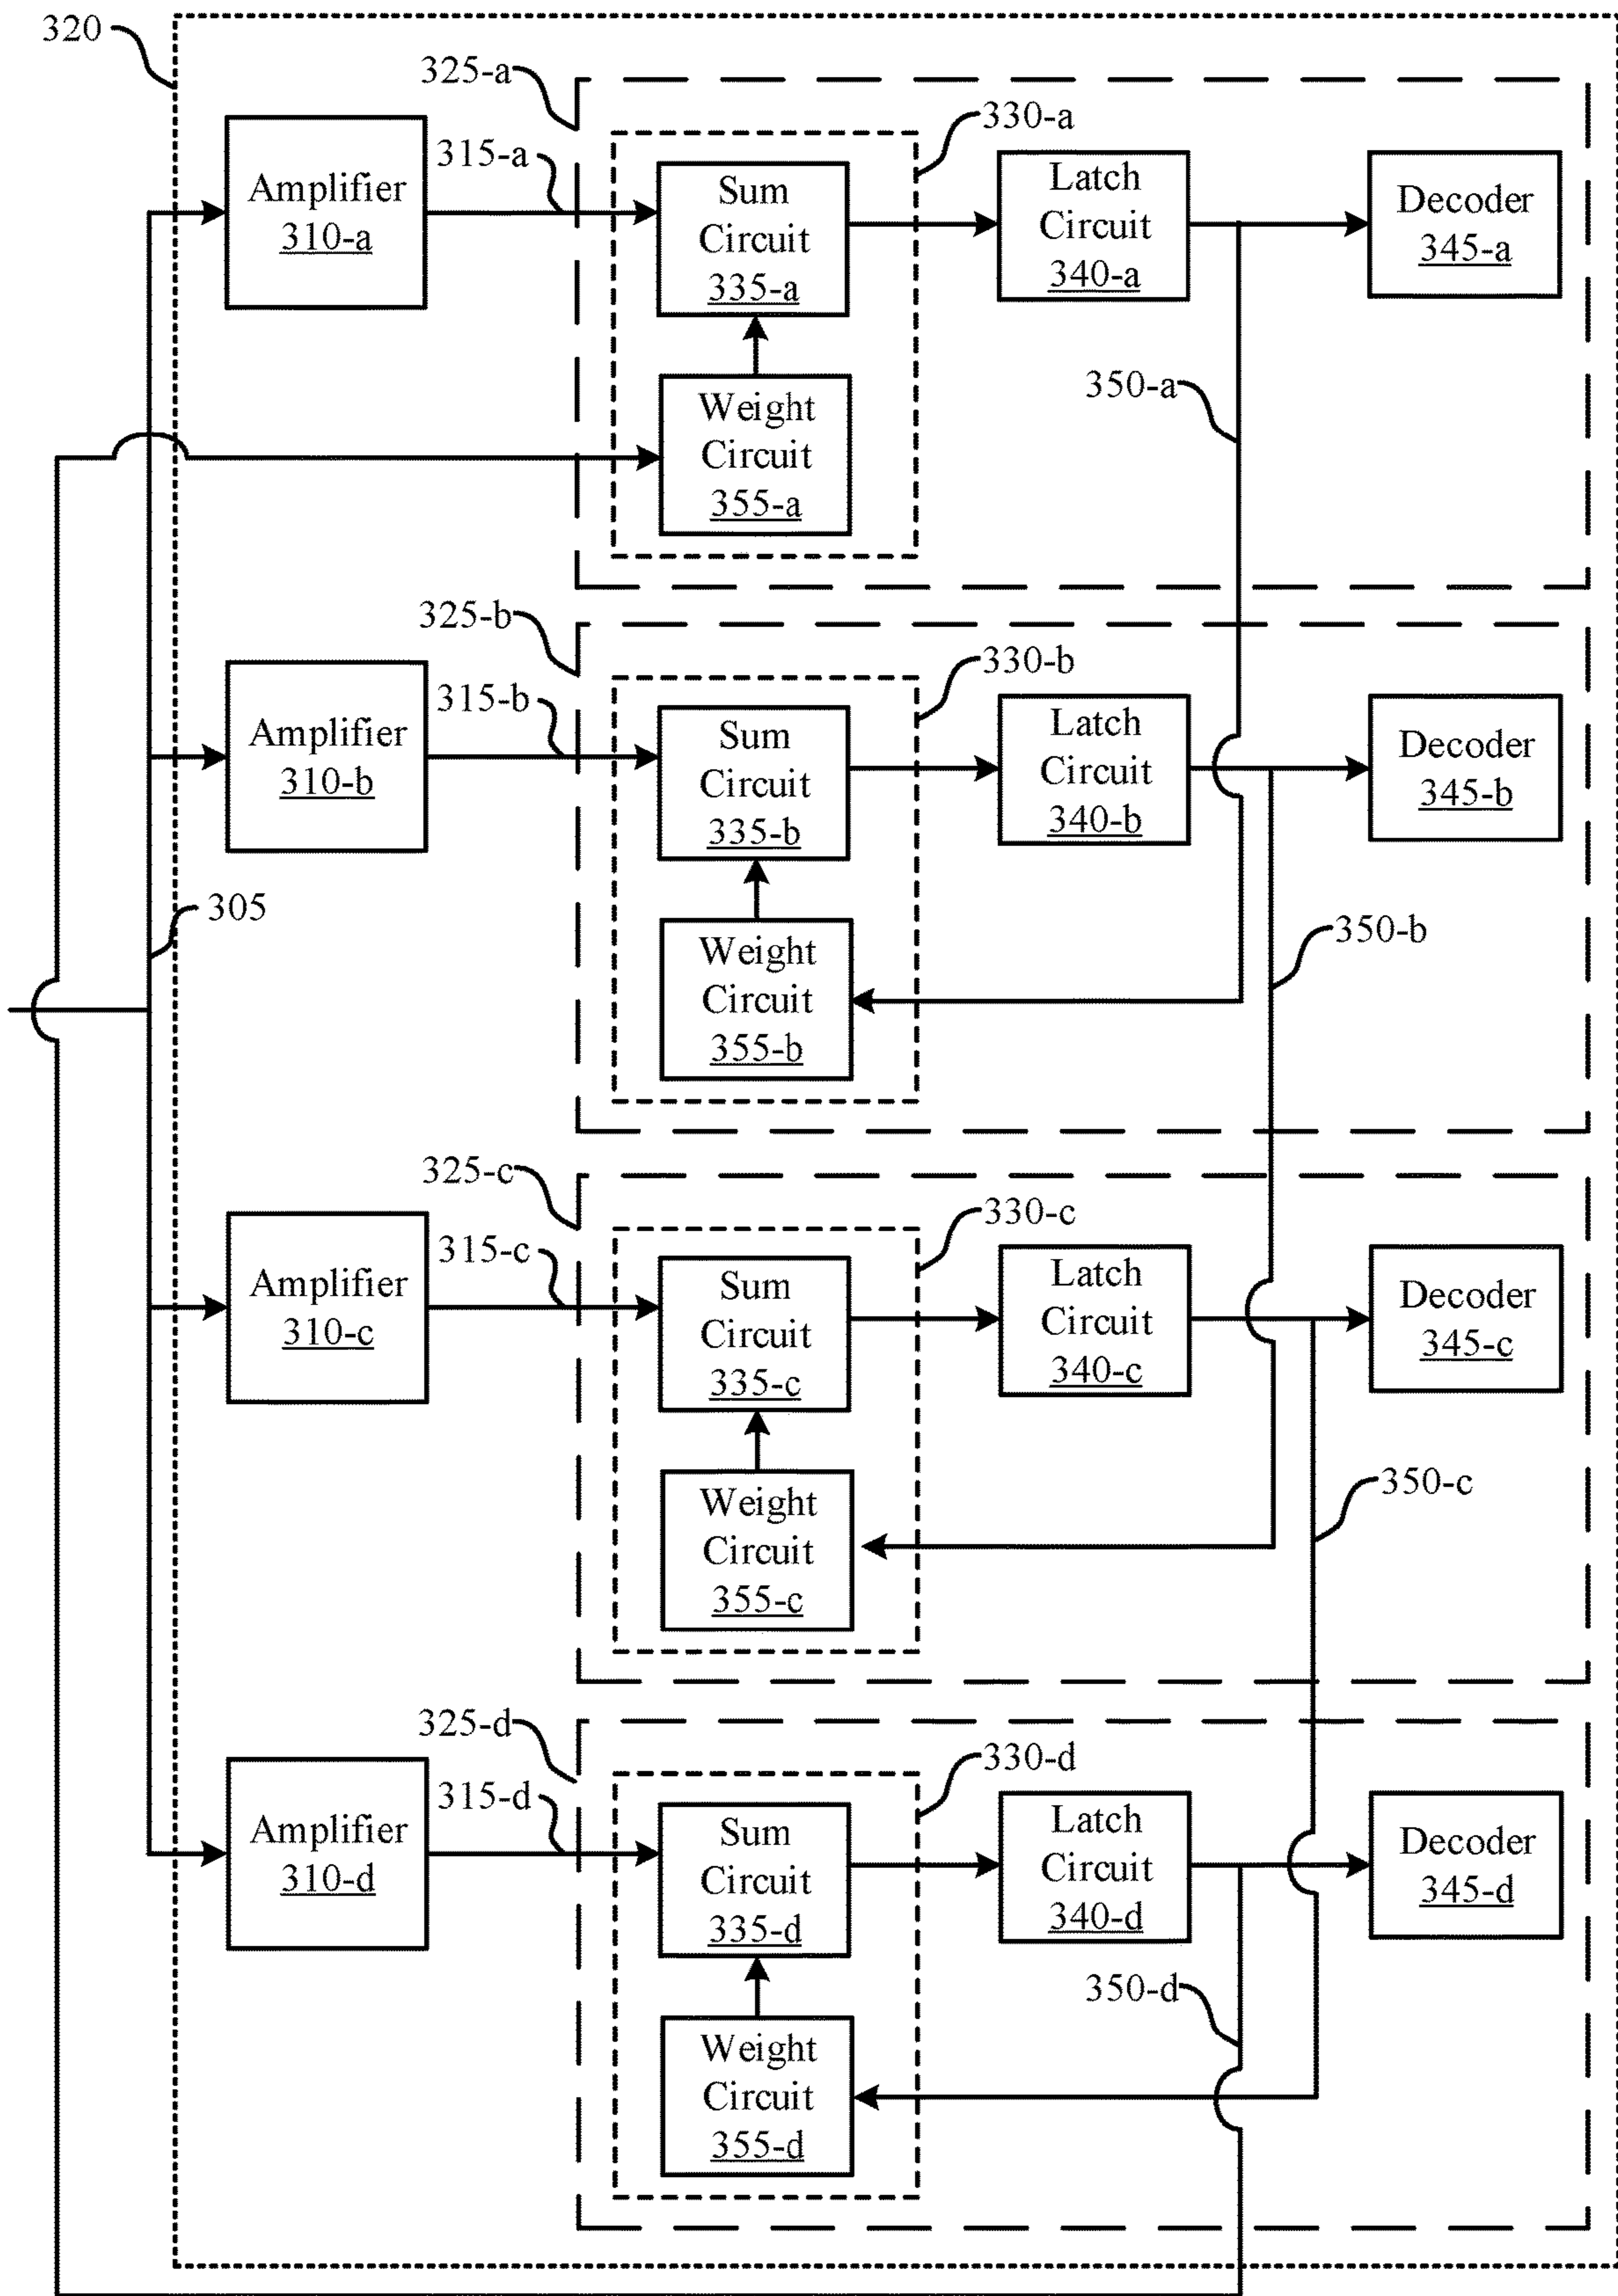 320
325-a
330-a
315-a
Amplifier
310-a
Sum
Circuit
335-a
Latch
Circuit
340-a
Decoder
345-a
350-a
Weight
Circuit
355-a
325-b
330-b
315-b
Amplifier
310-b
Sum
Circuit
335-b
Latch
Circuit
340-b
Decoder
345-b
305
350-b
Weight
Circuit
355-b
325-c
330-c
315-c
Amplifier
310-c
Sum
Circuit
335-c
Latch
Circuit
340-c
Decoder
345-c
350-c
Weight
Circuit
355-c
325-d
330-d
315-d
Amplifier
310-d
Sum
Circuit
335-d
Latch
Circuit
340-d
Decoder
345-d
350-d
Weight
Circuit
355-d